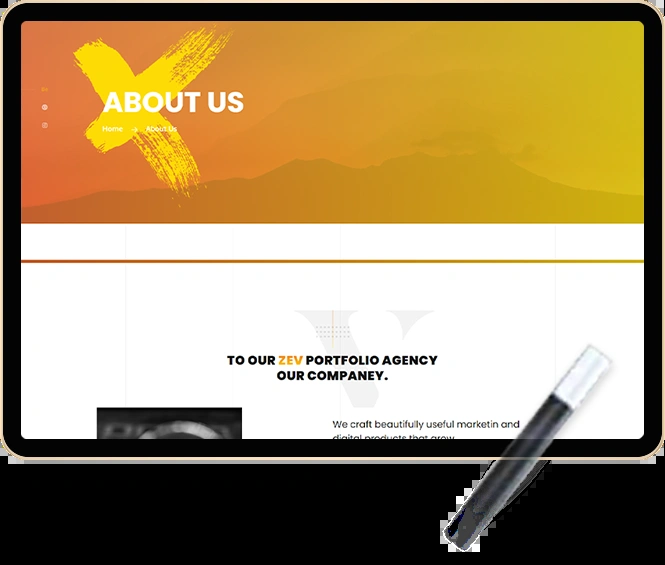 ABOUT US
Home → About Us
TO OUR ZEV PORTFOLIO AGENCY
OUR COMPANEY.
We craft beautifully useful marketin and
digital products that grow